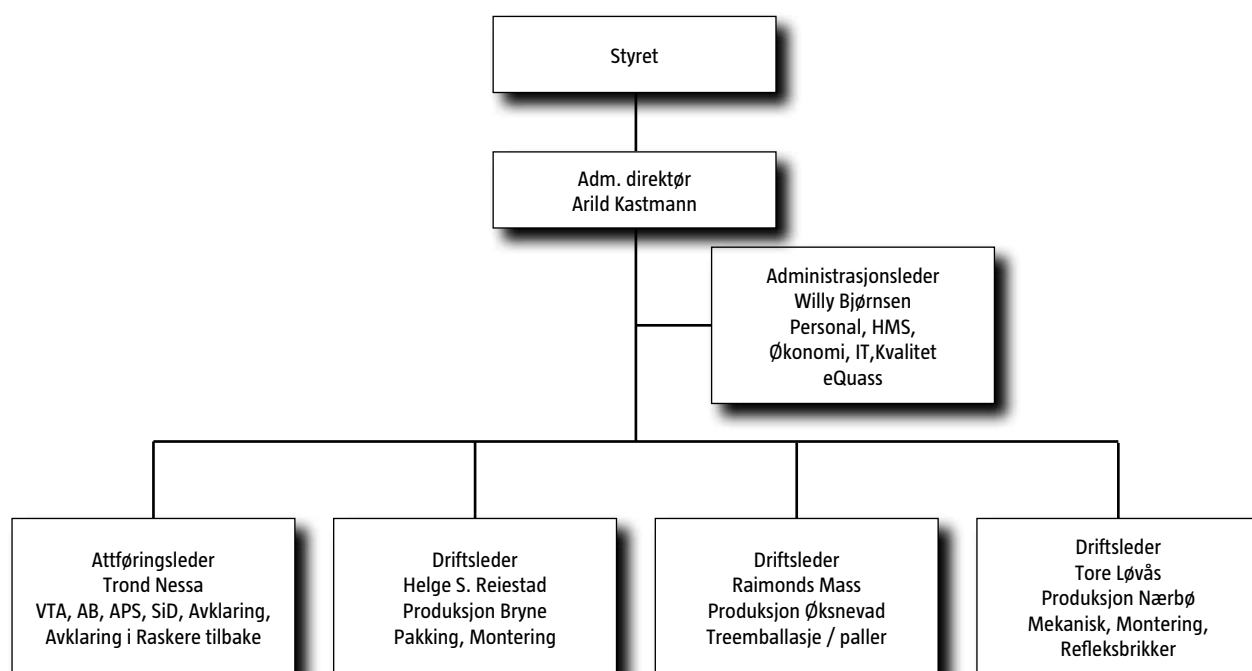 Styret
Adm. direktør
Arild Kastmann
Administrasjonsleder
Willy Bjørnsen
Personal, HMS,
Økonomi, IT,Kvalitet
eQuass
Attføringsleder
Trond Nessa
VTA, AB, APS, SiD, Avklaring,
Avklaring i Raskere tilbake
Driftsleder
Helge S. Reiestad
Produksjon Bryne
Pakking, Montering
Driftsleder
Raimonds Mass
Produksjon Øksnevad
Treemballasje / paller
Driftsleder
Tore Løvås
Produksjon Nærbø
Mekanisk, Montering,
Refleksbrikker